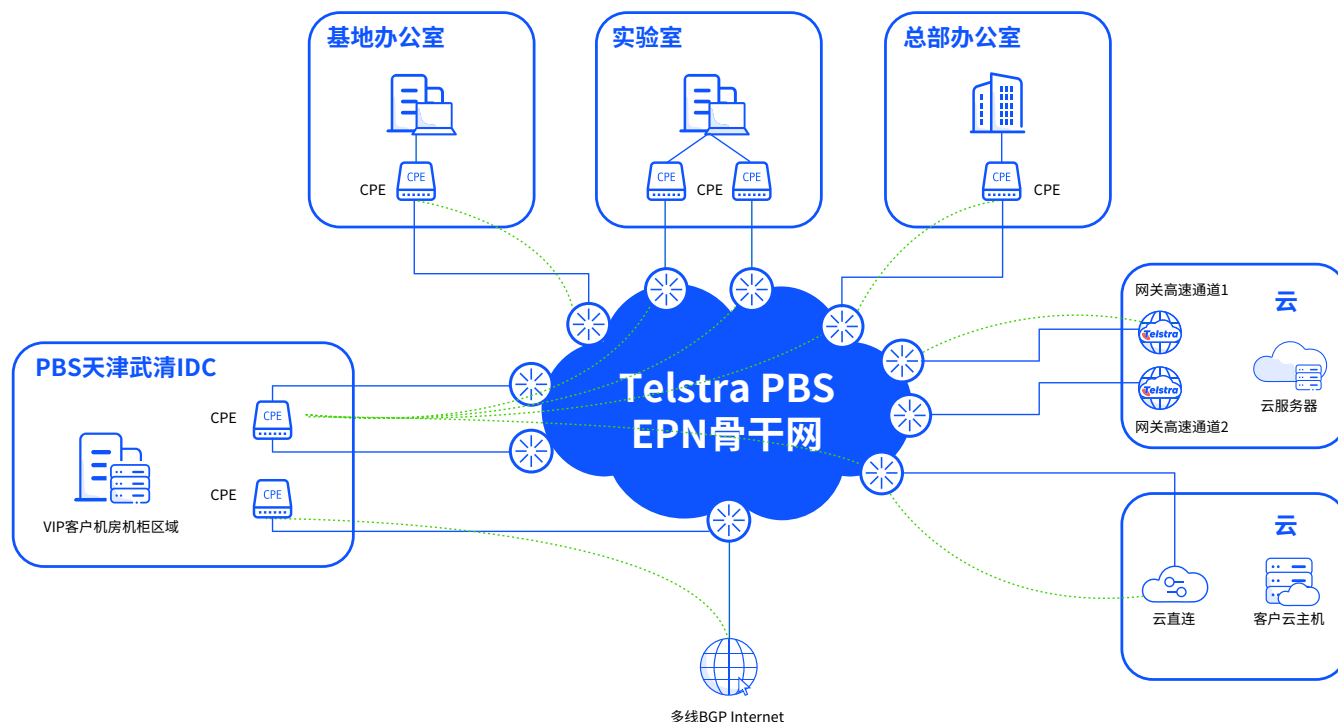 基地办公室
CPE
CPE
实验室
CPE
CPE
CPE
总部办公室
CPE
CPE
PBS天津武清IDC
CPE
CPE
CPE
CPE
VIP客户机房机柜区域
Telstra PBS
EPN骨干网
网关高速通道1
云
Telstra
Telstra
云服务器
网关高速通道2
云
云直连
客户云主机
多线BGP Internet